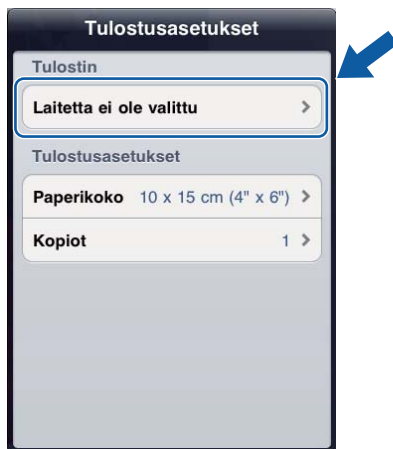 Tulostusasetukset
Tulostin
Laitetta ei ole valittu
Tulostusasetukset
Paperikoko 10 x 15 cm (4" x 6")
Kopiot 1